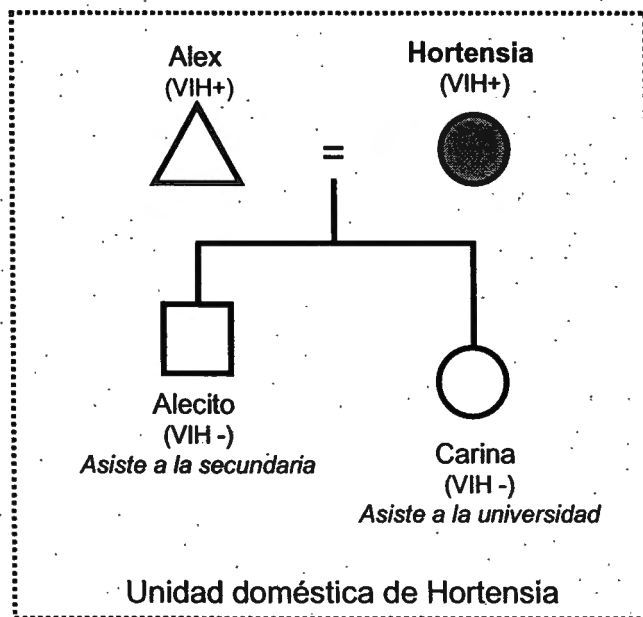 Alex
(VIH+)
Hortensia
(VIH+)
=
Alecito
(VIH -)
Asiste a la secundaria
Carina
(VIH -)
Asiste a la universidad
Unidad doméstica de Hortensia